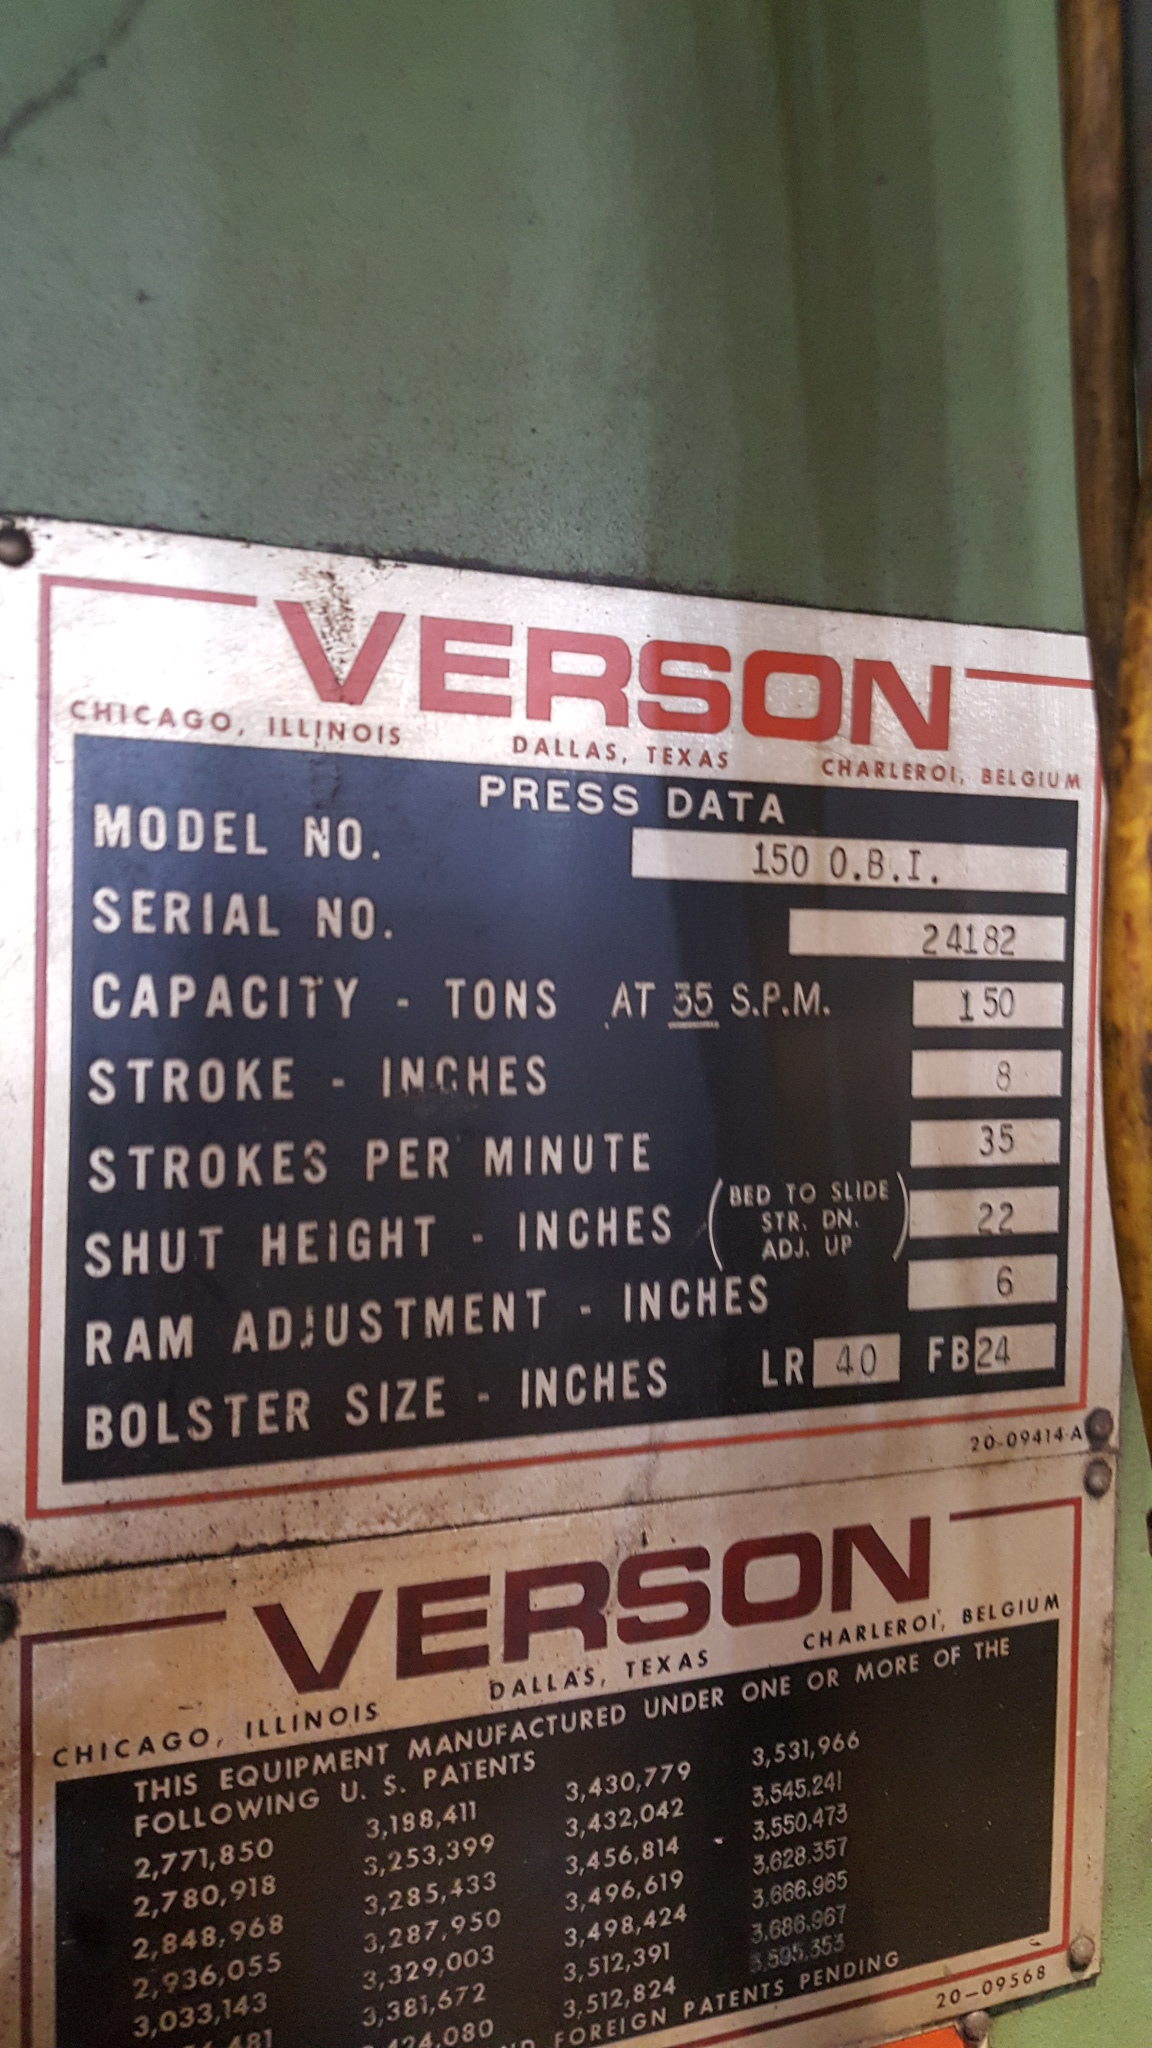 VERSON
CHICAGO, ILLINOIS DALLAS, TEXAS CHARLEROI, BELGIUM
PRESS DATA
MODEL NO. 150 O.B.I.
SERIAL NO. 24182
CAPACITY - TONS AT 35 S.P.M. 150
STROKE - INCHES 8
STROKES PER MINUTE 35
SHUT HEIGHT - INCHES (BED TO SLIDE STR. DN. ADJ. UP) 22
RAM ADJUSTMENT - INCHES 6
BOLSTER SIZE - INCHES LR 40 FB 24
20-09414-A
VERSON
CHICAGO, ILLINOIS DALLAS, TEXAS CHARLEROI, BELGIUM
THIS EQUIPMENT MANUFACTURED UNDER ONE OR MORE OF THE
FOLLOWING U. S. PATENTS
2,771,850 3,188,411 3,430,779 3,531,966
2,780,918 3,253,399 3,432,042 3,545,241
2,848,968 3,285,433 3,456,814 3,550,473
2,936,055 3,287,950 3,496,619 3,628,357
3,033,143 3,329,003 3,498,424 3,666,965
3,381,672 3,512,391 3,686,967
3,512,824
FOREIGN PATENTS PENDING
20-09568